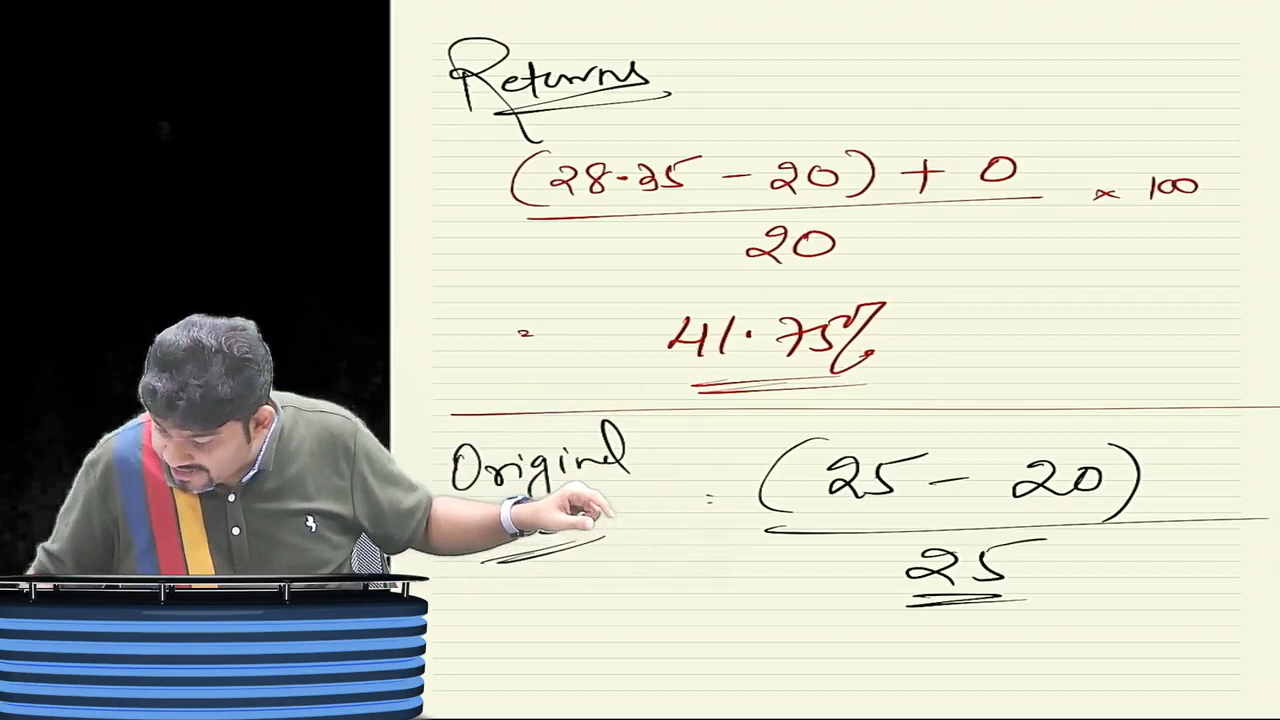 Returns
(28.35 - 20) + 0 × 100
20
= 41.75%
Original = (25 - 20)
25